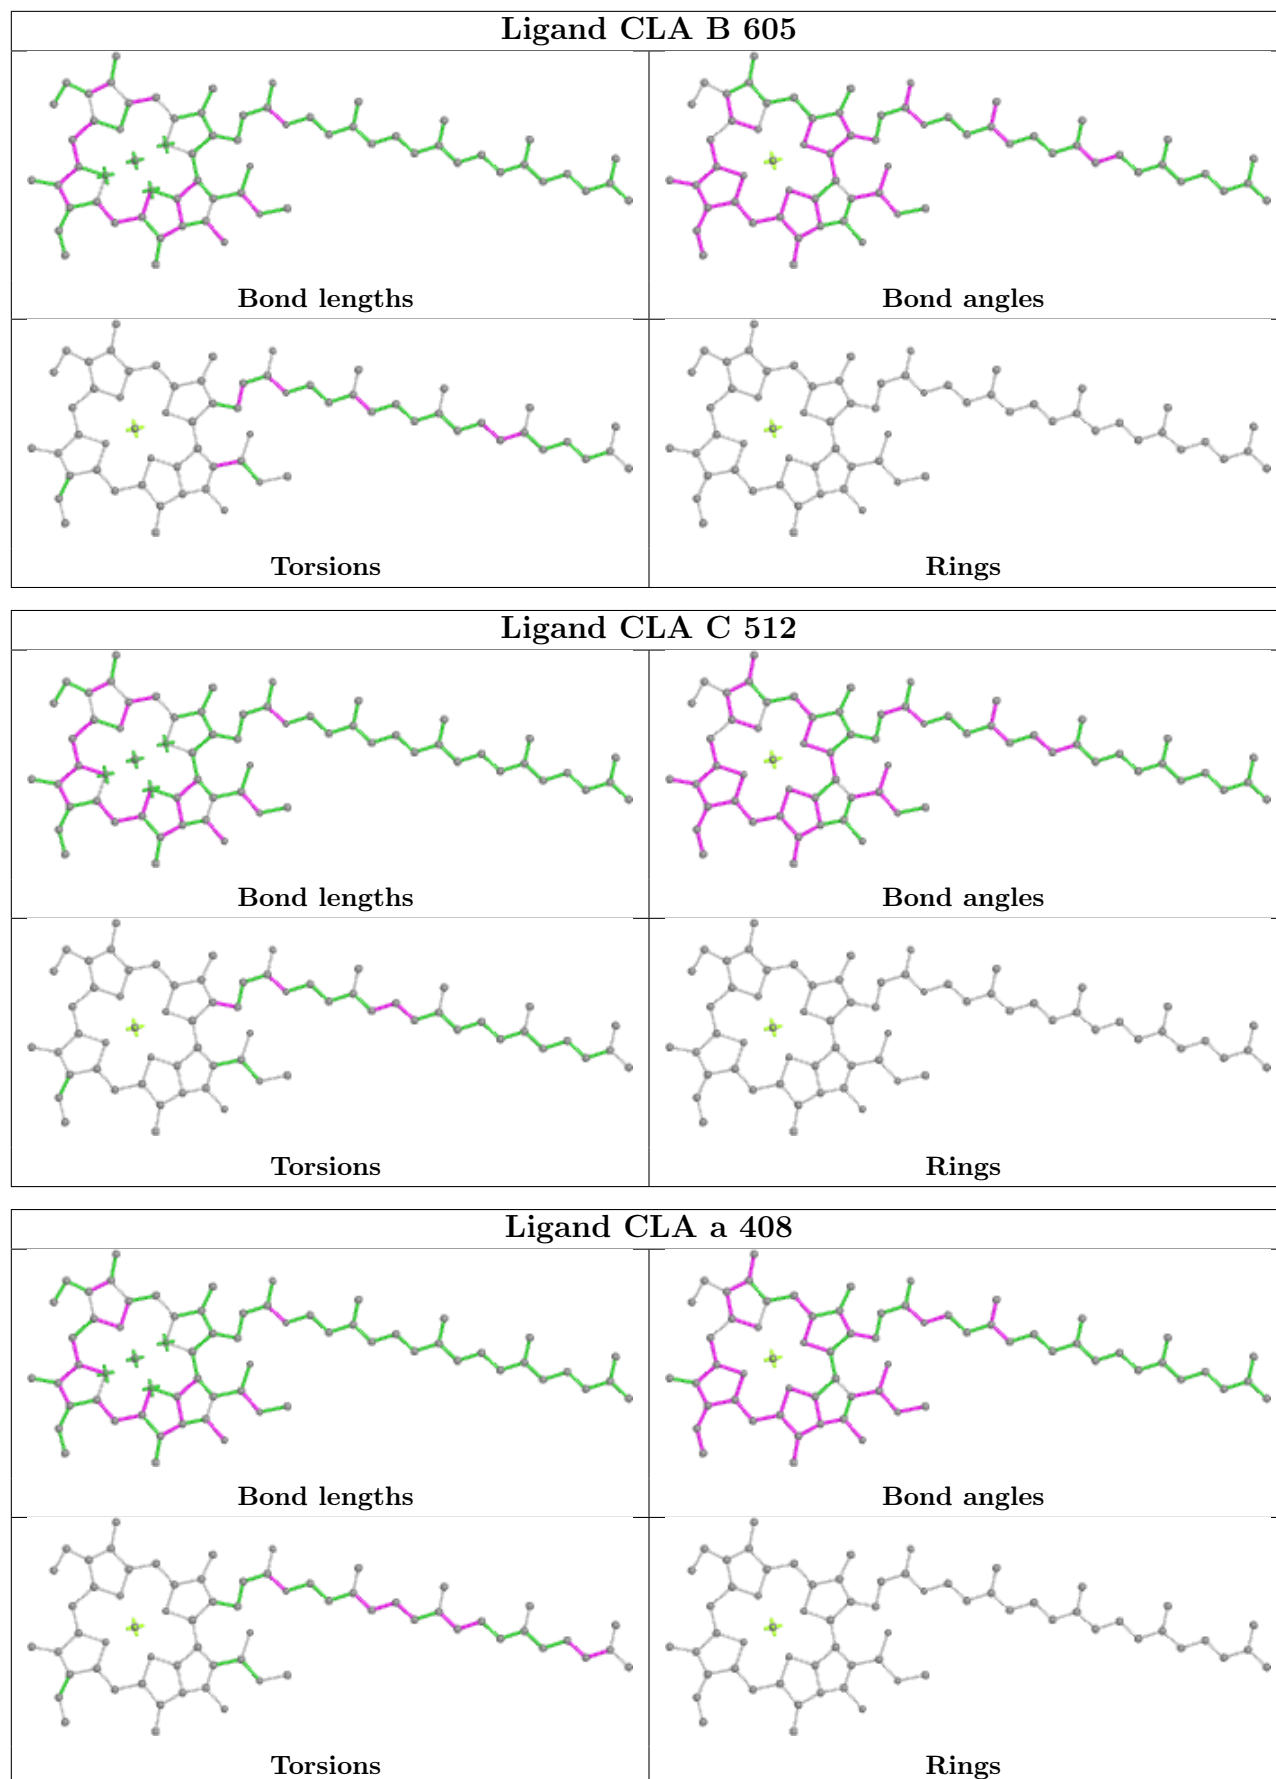 Ligand CLA B 605
Bond lengths
Bond angles
Torsions
Rings
Ligand CLA C 512
Bond lengths
Bond angles
Torsions
Rings
Ligand CLA a 408
Bond lengths
Bond angles
Torsions
Rings